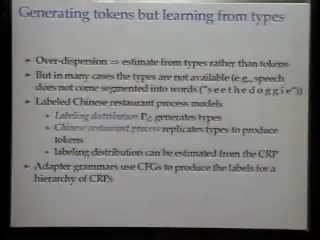 Generating tokens but learning from types
▸ Over-dispersion ⇒ estimate from types rather than tokens
▸ But in many cases the types are not available (e.g., speech
does not come segmented into words ("s e e t h e d o g g i e"))
▸ Labeled Chinese restaurant process models
▸ Labeling distribution P_G generates types
▸ Chinese restaurant process replicates types to produce
tokens
▸ labeling distribution can be estimated from the CRP
▸ Adapter grammars use CFGs to produce the labels for a
hierarchy of CRPs